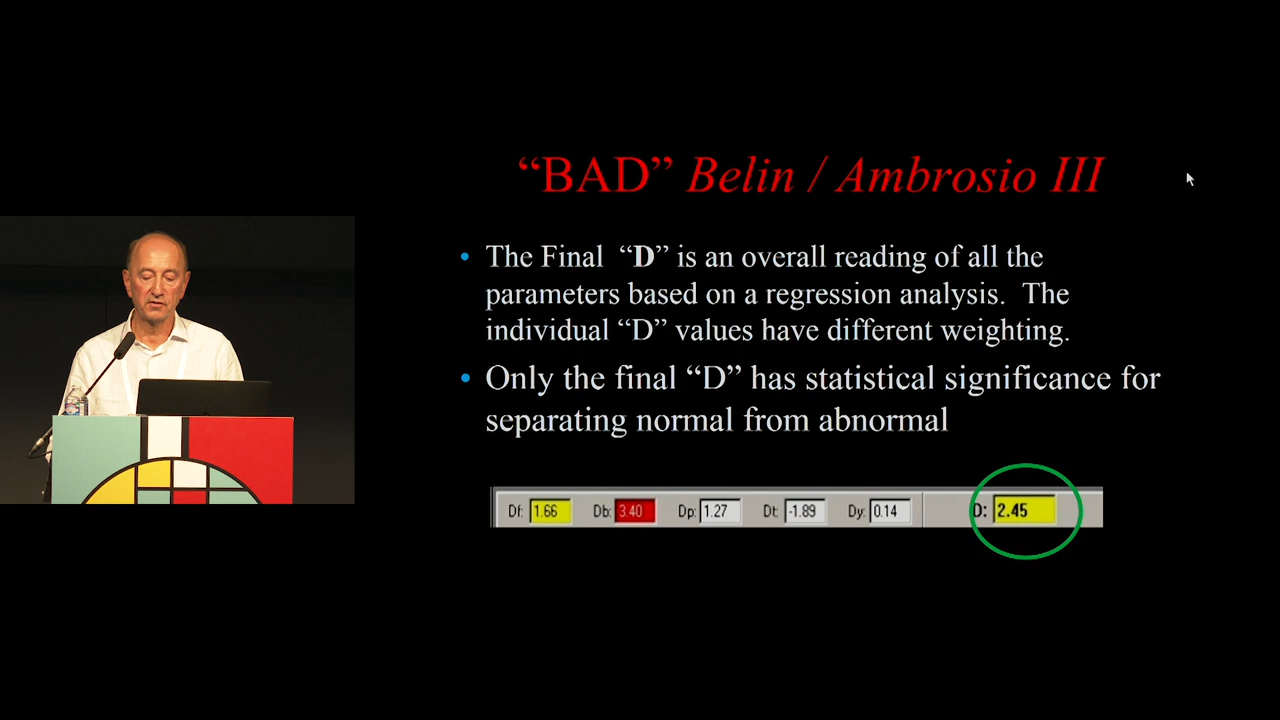 “BAD” Belin / Ambrosio III
• The Final “D” is an overall reading of all the
parameters based on a regression analysis. The
individual “D” values have different weighting.
• Only the final “D” has statistical significance for
separating normal from abnormal
Df: 1.66 Db: 3.40 Dp: 1.27 Dt: -1.89 Dy: 0.14 D: 2.45